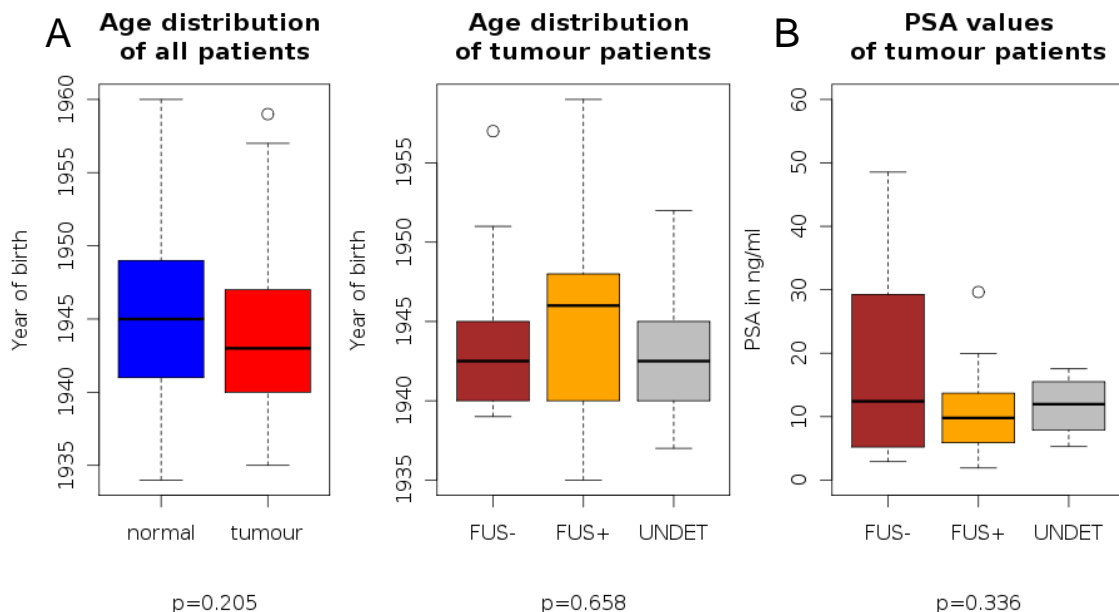 A
Age distribution
of all patients
Year of birth
1960
1955
1950
1945
1940
1935
normal
tumour
p=0.205
Age distribution
of tumour patients
Year of birth
1955
1950
1945
1940
1935
FUS-
FUS+
UNDET
p=0.658
B
PSA values
of tumour patients
PSA in ng/ml
60
50
40
30
20
10
0
FUS-
FUS+
UNDET
p=0.336